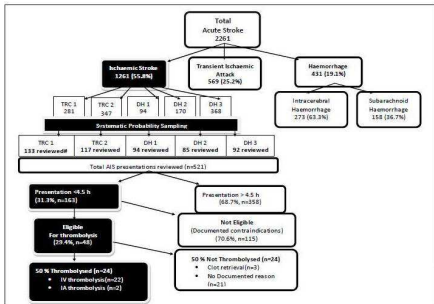 Total
Acute Stroke
2261
Ischaemic Stroke
1261 (55.8%)
Transient Ischaemic
Attack
569 (25.2%)
Haemorrhage
431 (19.1%)
TRC 1
281
TRC 2
347
DH 1
94
DH 2
170
DH 3
368
Intracerebral
Haemorrhage
273 (63.3%)
Subarachnoid
Haemorrhage
158 (36.7%)
Systematic Probability Sampling
TRC 1
133 reviewed#
TRC 2
117 reviewed
DH 1
94 reviewed
DH 2
85 reviewed
DH 3
92 reviewed
Total AIS presentations reviewed (n=521)
Presentation <4.5 h
(31.3%, n=163)
Presentation > 4.5 h
(68.7%, n=358)
Eligible
For thrombolysis
(29.4%, n=48)
Not Eligible
(Documented contraindications)
(70.6%, n=115)
50 % Thrombolysed (n=24)
• IV thrombolysis(n=22)
• IA thrombolysis(n=2)
50 % Not Thrombolysed (n=24)
• Clot retrieval(n=3)
• No Documented reason
(n=21)